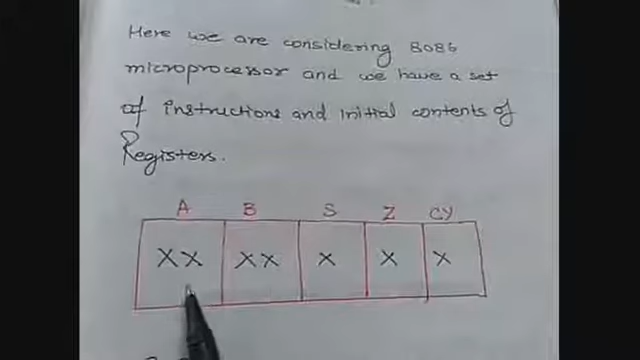 Here we are considering 8086
microprocessor and we have a set
of instructions and initial contents of
Registers.
A B S Z CY
XX XX X X X